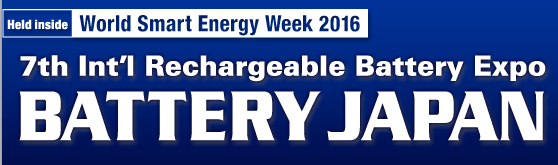 Held inside World Smart Energy Week 2016
7th Int'l Rechargeable Battery Expo
BATTERY JAPAN